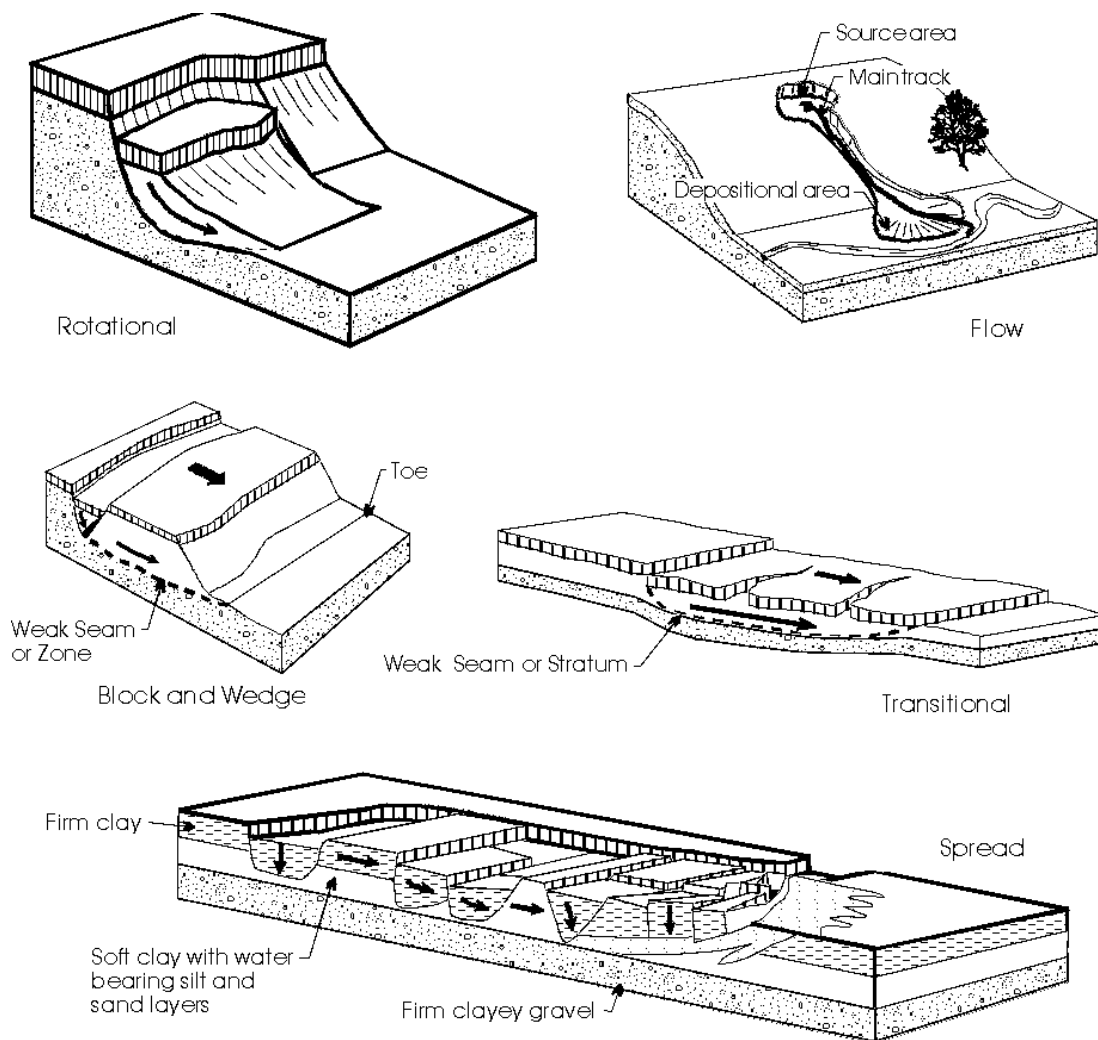 Source area
Main track
Depositional area
Rotational
Flow
Toe
Weak Seam
or Zone
Block and Wedge
Weak Seam or Stratum
Transitional
Firm clay
Spread
Soft clay with water
bearing silt and
sand layers
Firm clayey gravel